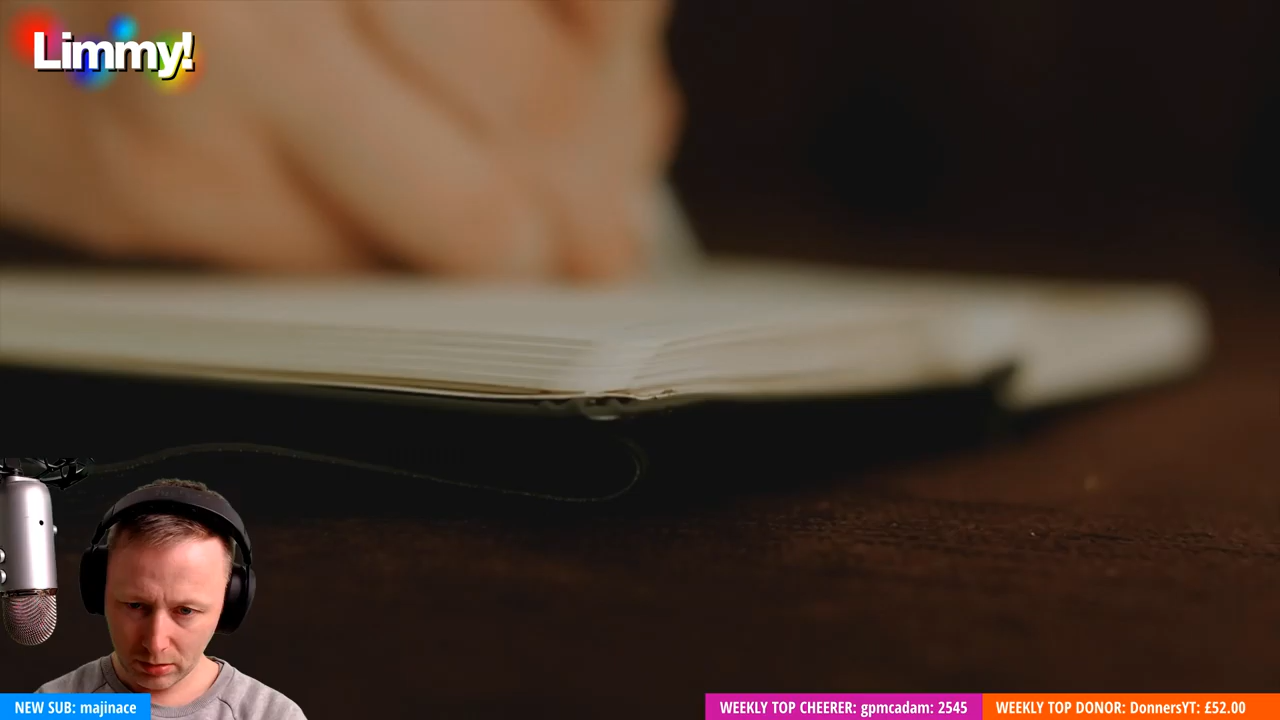 Limmy!
NEW SUB: majinace
WEEKLY TOP CHEERER: gpmcadam: 2545
WEEKLY TOP DONOR: DonnersYT: £52.00